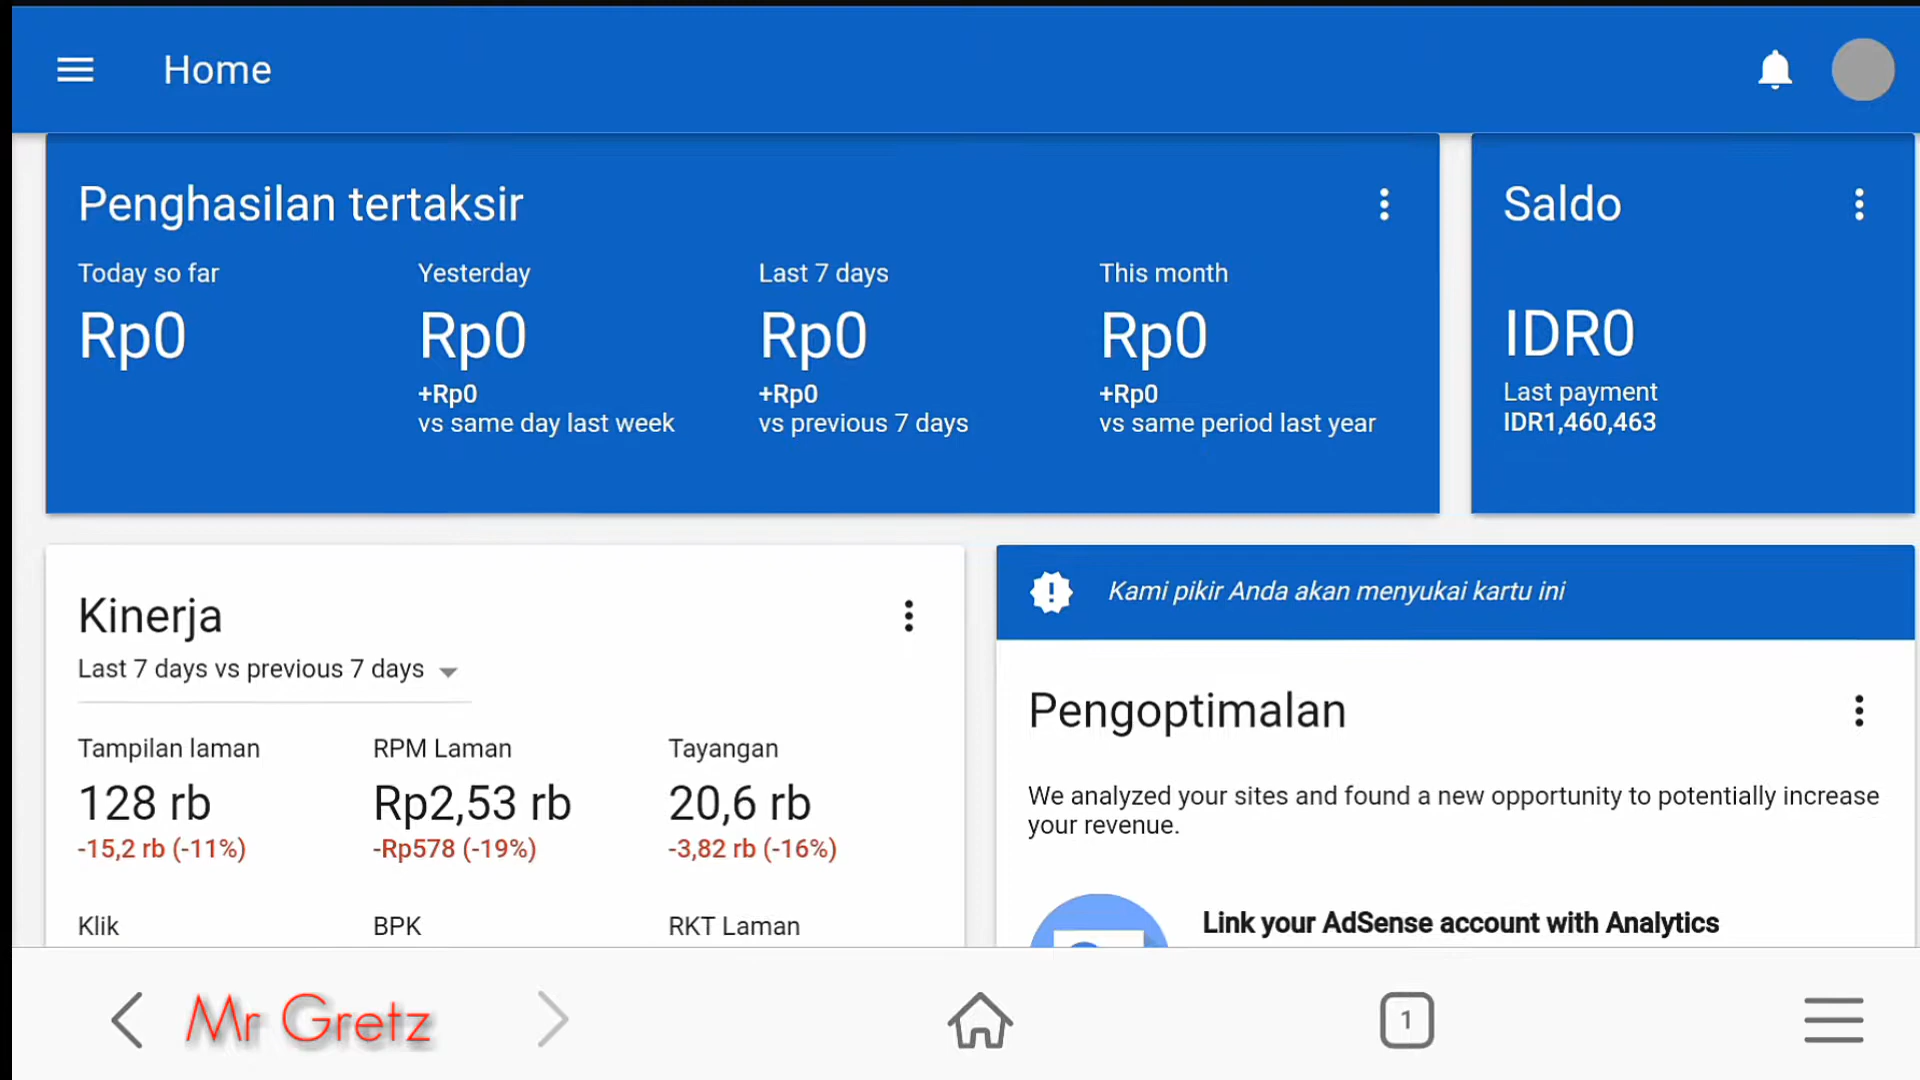 Home
Penghasilan tertaksir
Today so far
Rp0
Yesterday
Rp0
+Rp0
vs same day last week
Last 7 days
Rp0
+Rp0
vs previous 7 days
This month
Rp0
+Rp0
vs same period last year
Saldo
IDR0
Last payment
IDR1,460,463
Kinerja
Last 7 days vs previous 7 days
Tampilan laman
128 rb
-15,2 rb (-11%)
RPM Laman
Rp2,53 rb
-Rp578 (-19%)
Tayangan
20,6 rb
-3,82 rb (-16%)
Klik
BPK
RKT Laman
Kami pikir Anda akan menyukai kartu ini
Pengoptimalan
We analyzed your sites and found a new opportunity to potentially increase
your revenue.
Link your AdSense account with Analytics
Mr Gretz
1